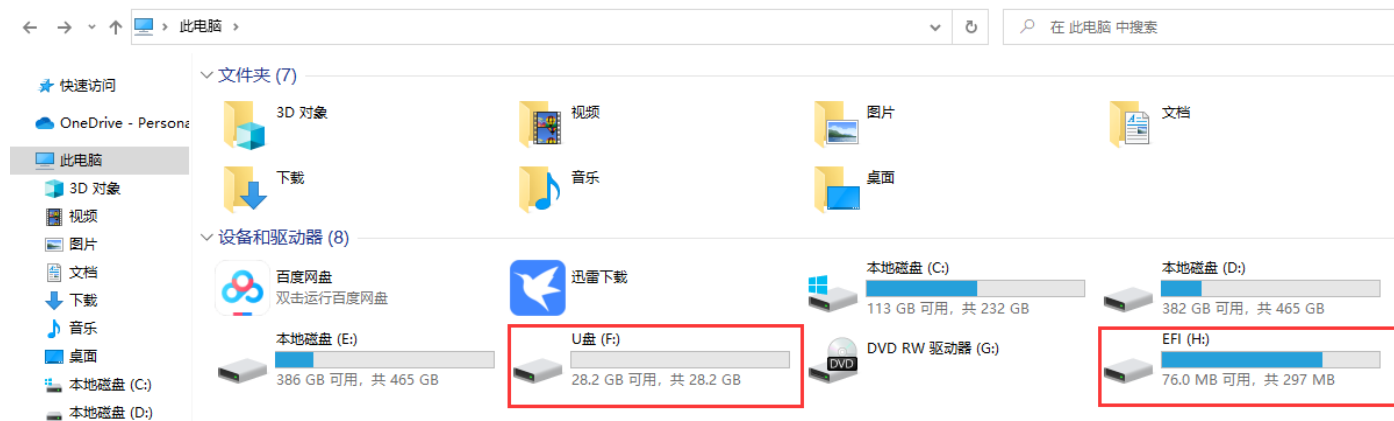 此电脑
在 此电脑 中搜索
快速访问
OneDrive - Persona
此电脑
3D 对象
视频
图片
文档
下载
音乐
桌面
本地磁盘 (C:)
本地磁盘 (D:)
文件夹 (7)
3D 对象
视频
图片
文档
下载
音乐
桌面
设备和驱动器 (8)
百度网盘
双击运行百度网盘
迅雷下载
本地磁盘 (C:)
113 GB 可用，共 232 GB
本地磁盘 (D:)
382 GB 可用，共 465 GB
本地磁盘 (E:)
386 GB 可用，共 465 GB
U盘 (F:)
28.2 GB 可用，共 28.2 GB
DVD RW 驱动器 (G:)
DVD
EFI (H:)
76.0 MB 可用，共 297 MB